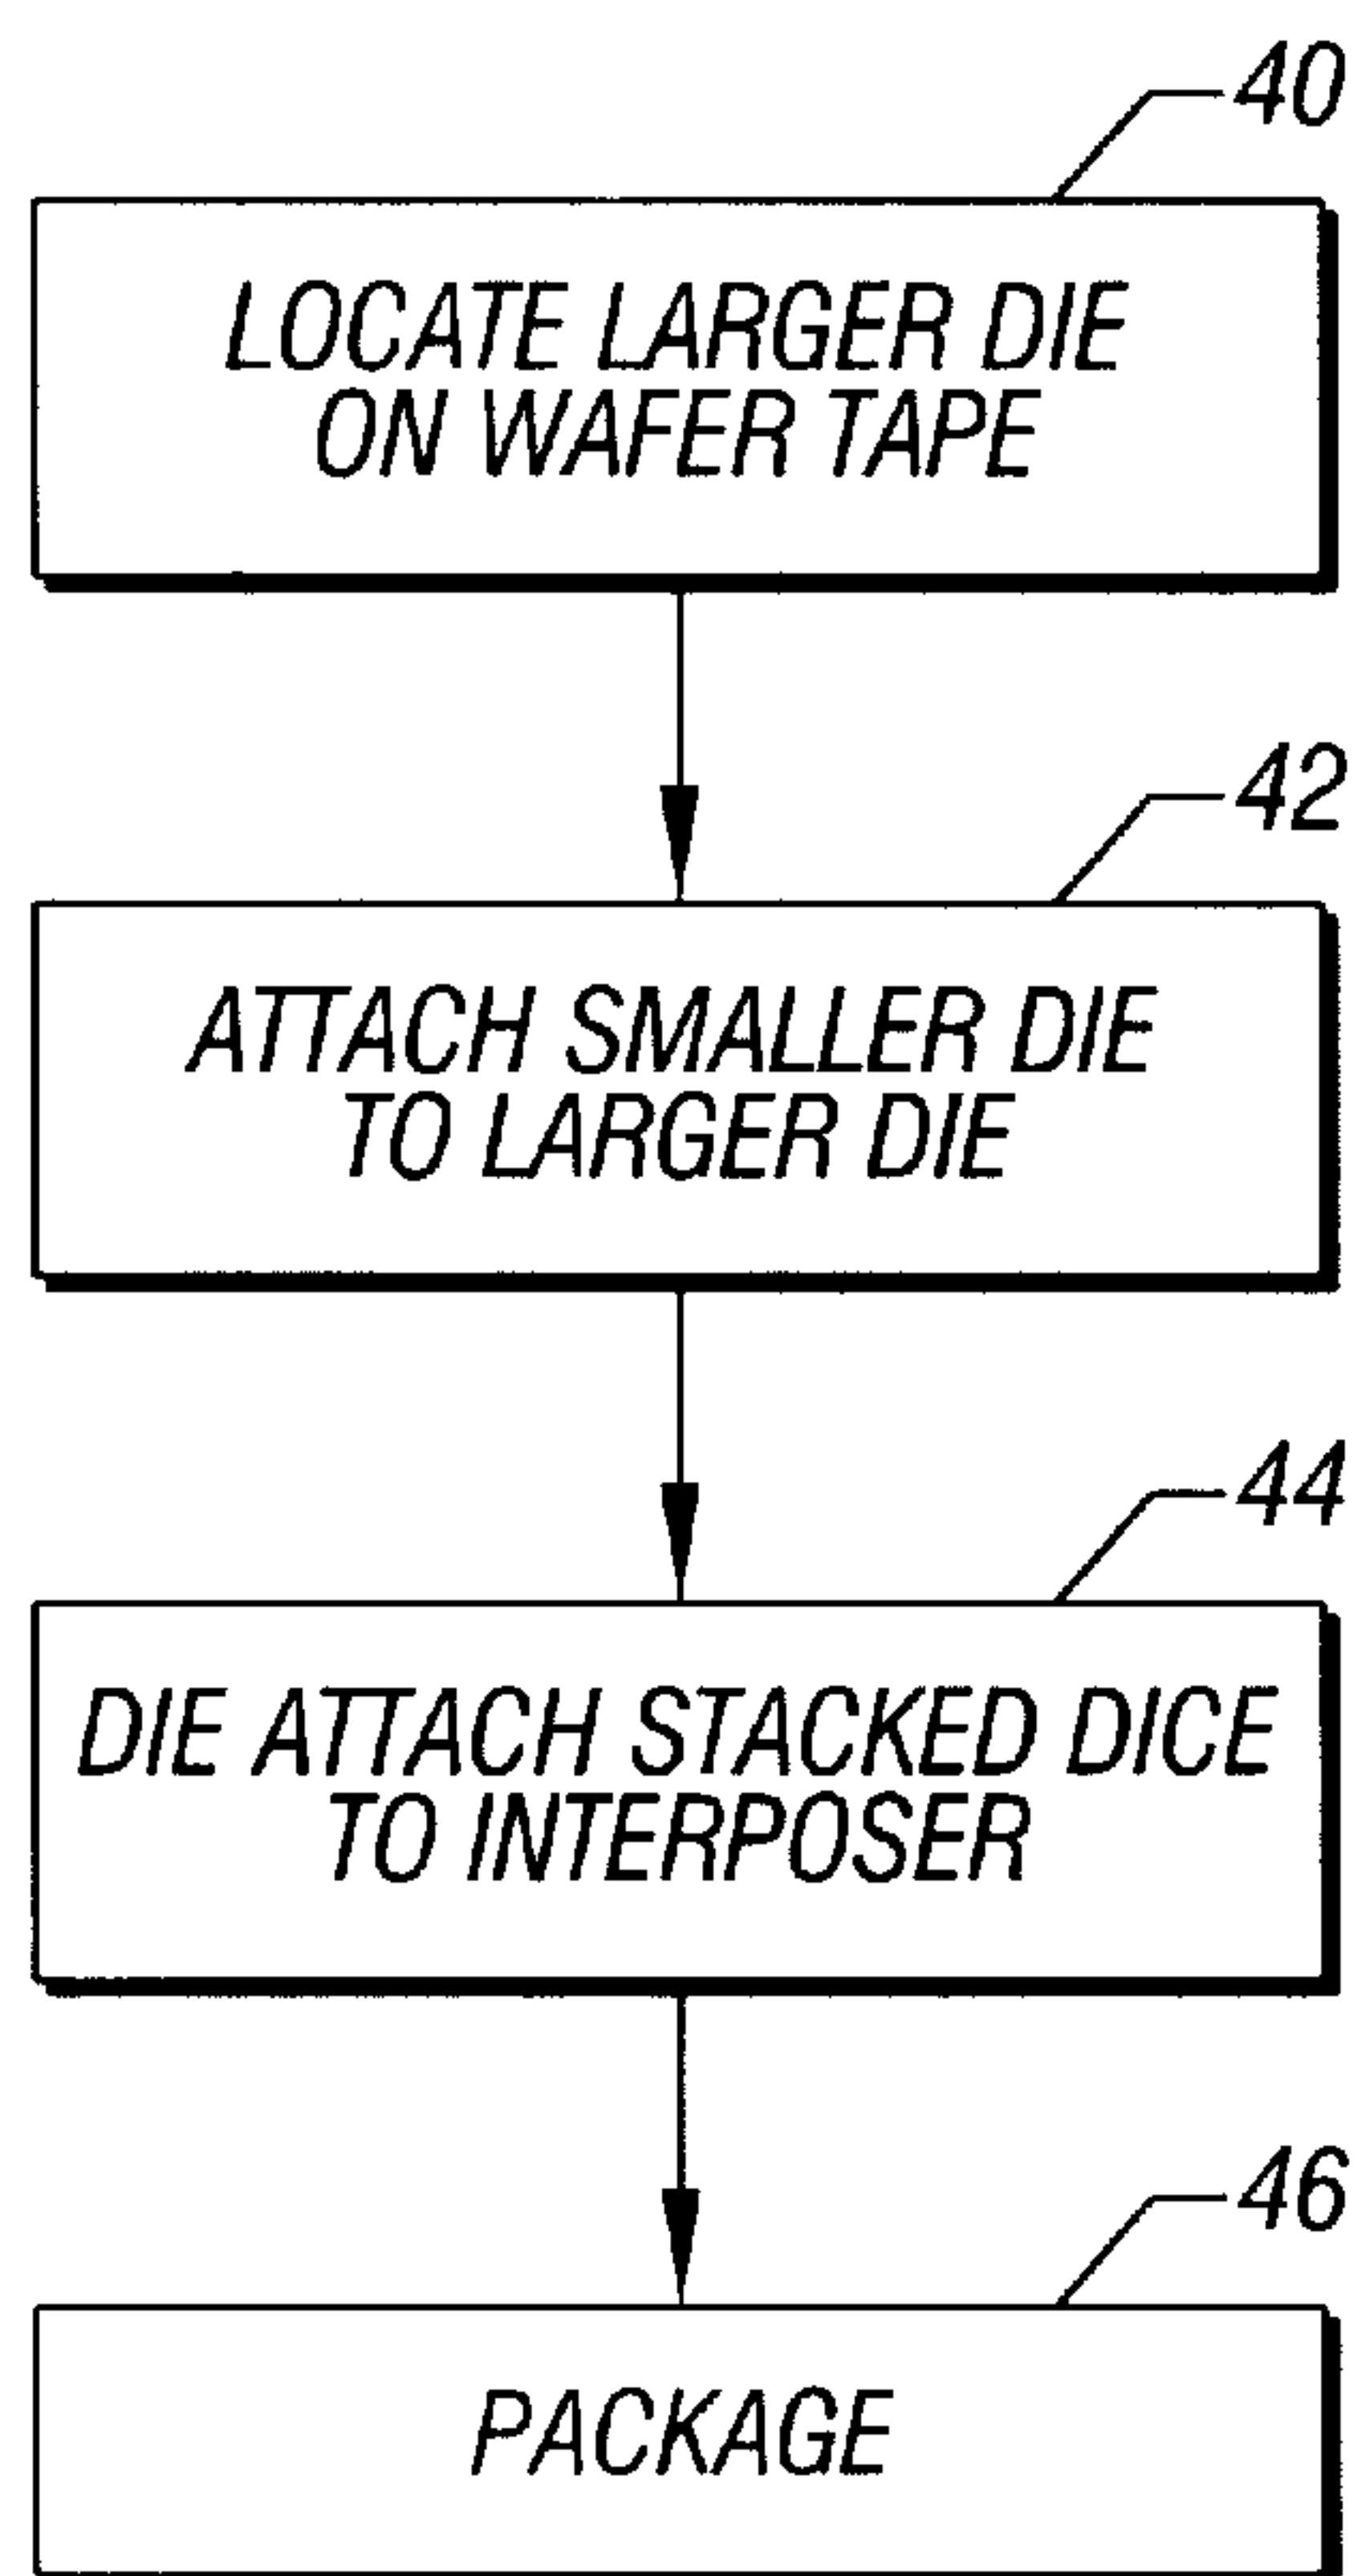 40
LOCATE LARGER DIE
ON WAFER TAPE
42
ATTACH SMALLER DIE
TO LARGER DIE
44
DIE ATTACH STACKED DICE
TO INTERPOSER
46
PACKAGE